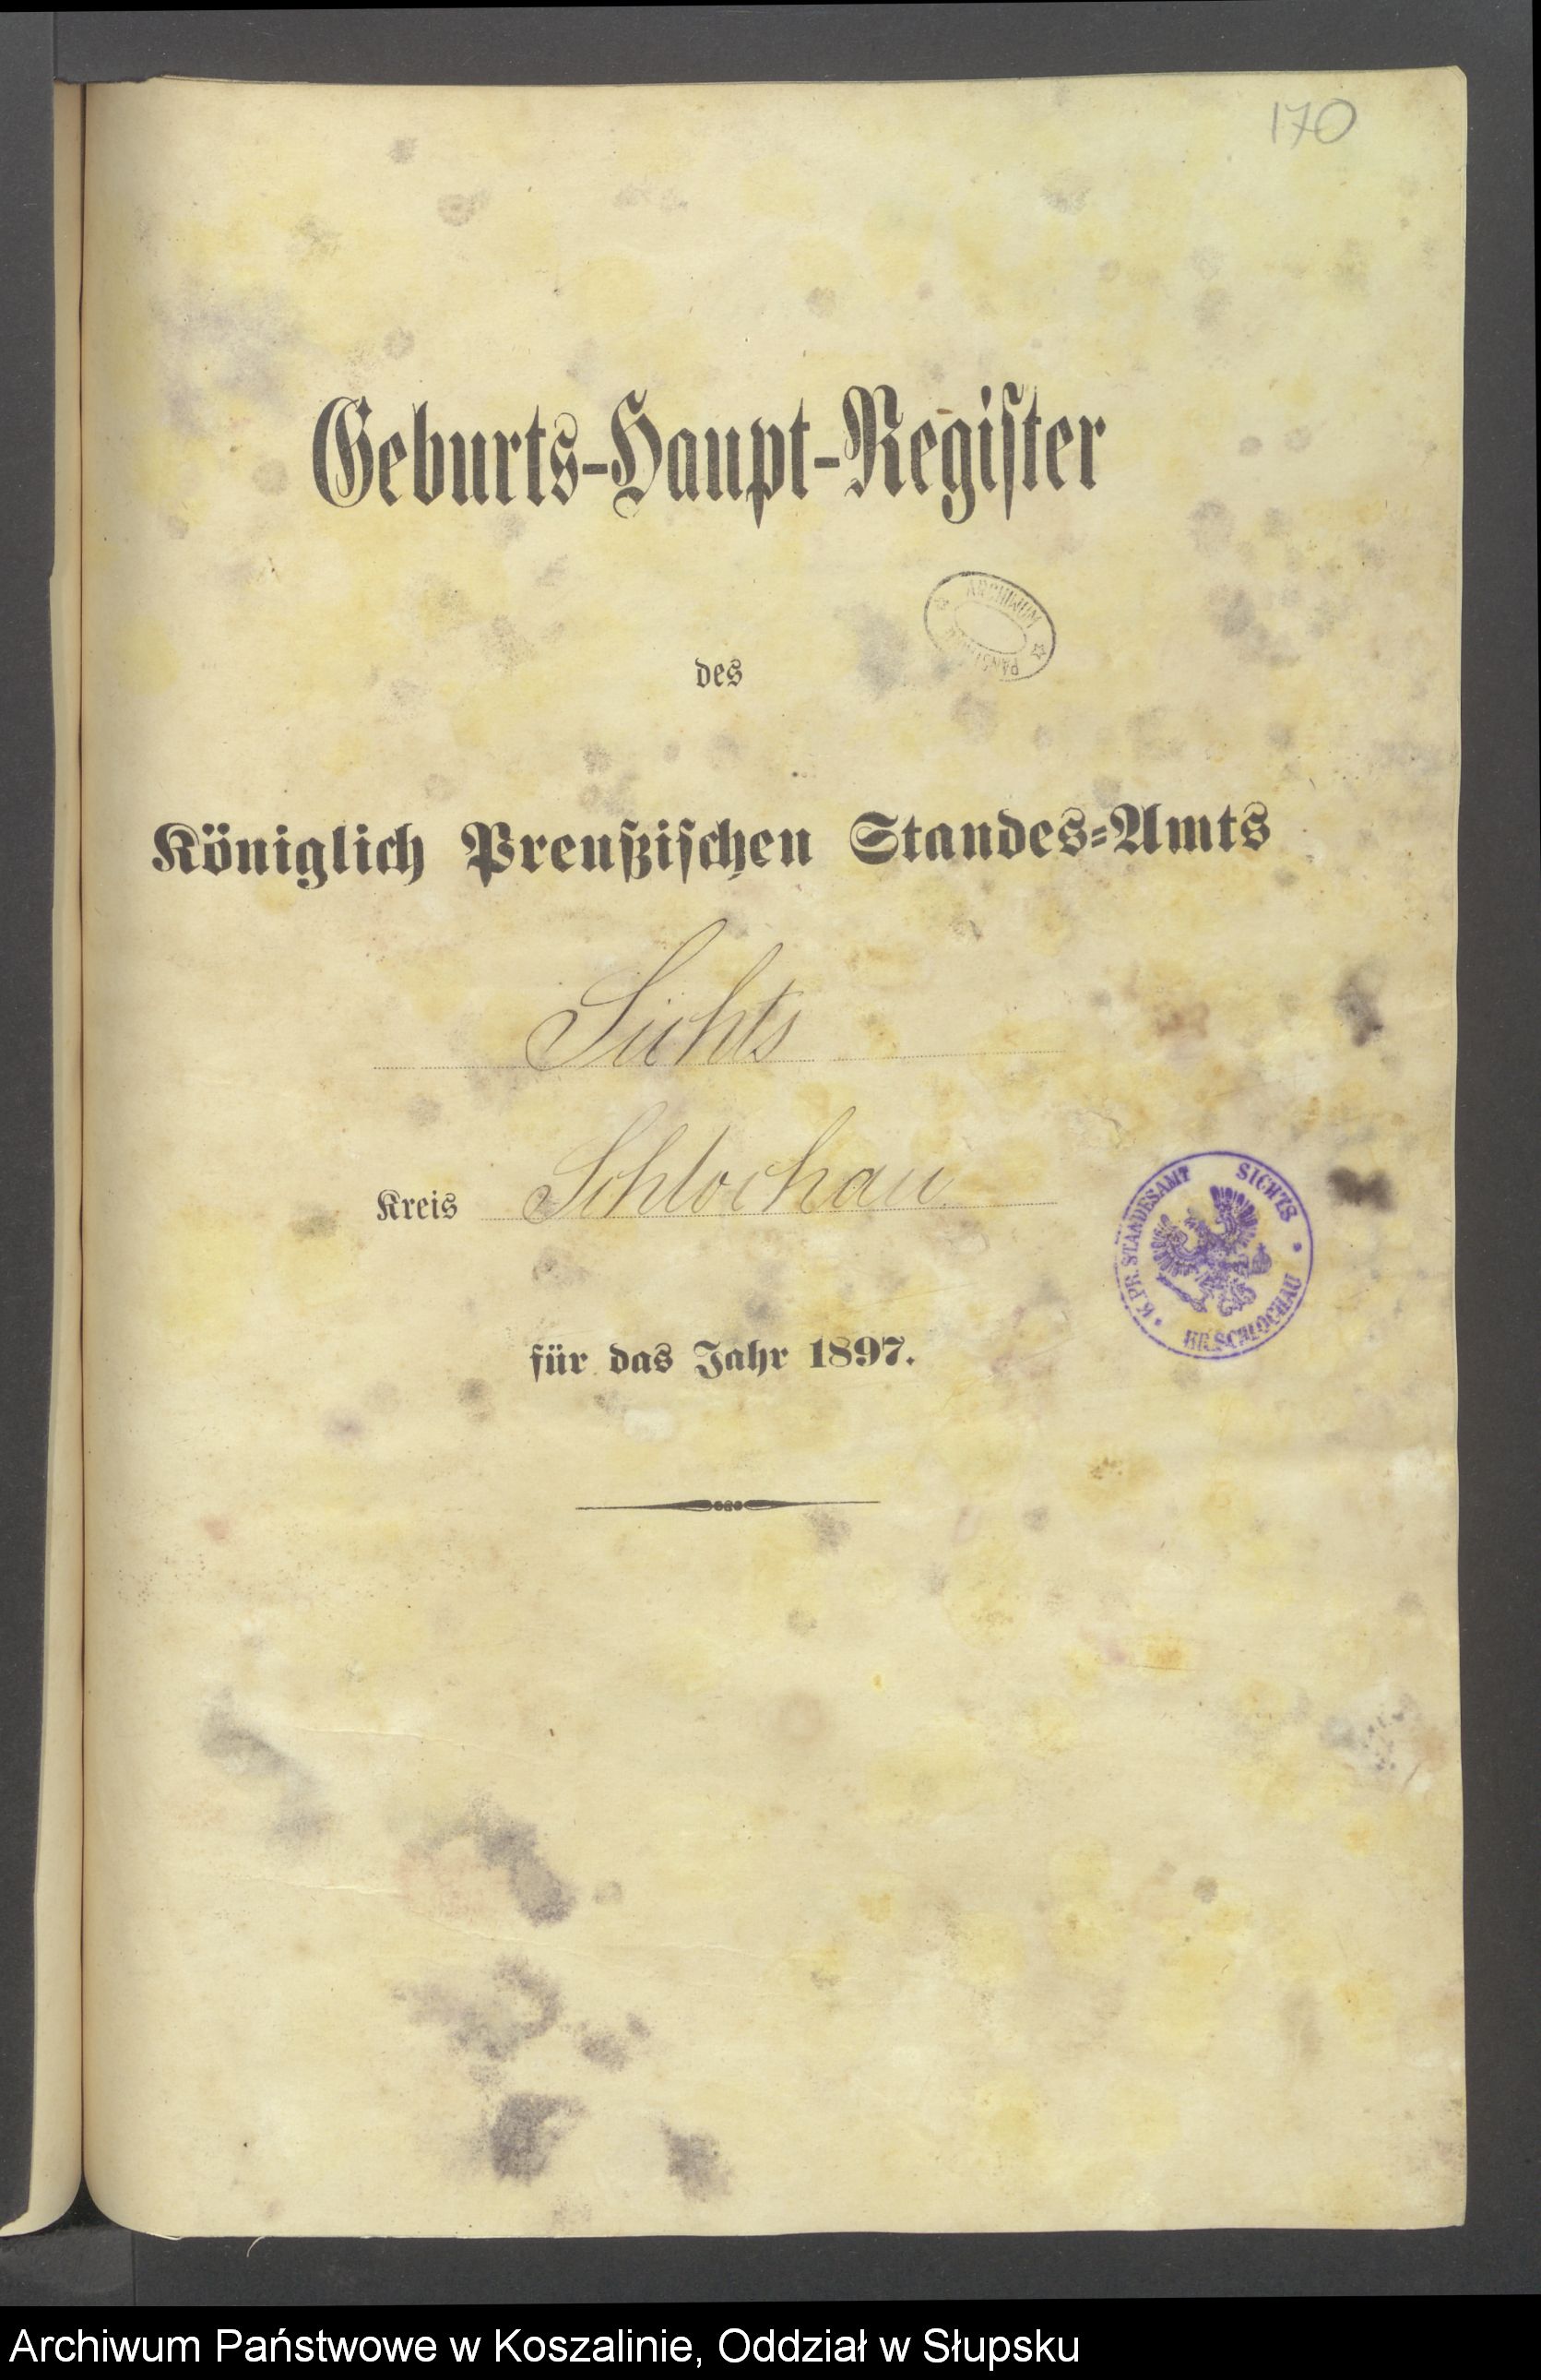 170
Geburts-Haupt-Regiſter
ARCHIWUM
des
Königlich Preußiſchen Standes-Amts
Sichts
Kreis Schlochau
K. PR. STANDESAMT SICHTS
KR. SCHLOCHAU
für das Jahr 1897.
Archiwum Państwowe w Koszalinie, Oddział w Słupsku